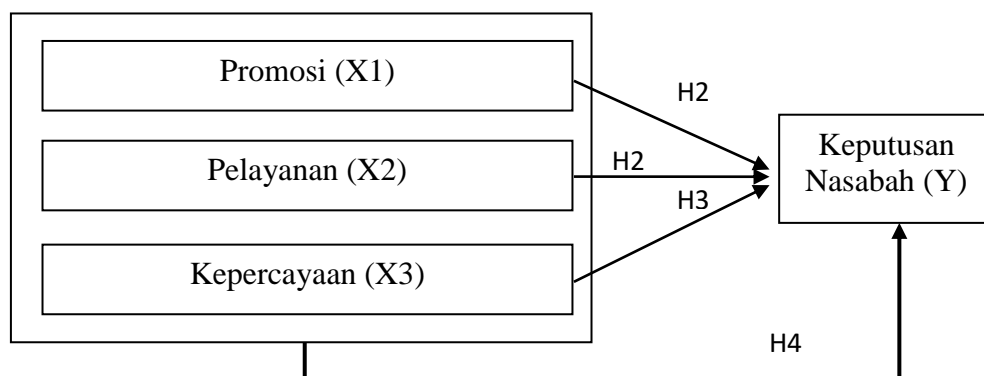 Promosi (X1)
H2
Pelayanan (X2)
H2
Keputusan
Nasabah (Y)
H3
Kepercayaan (X3)
H4